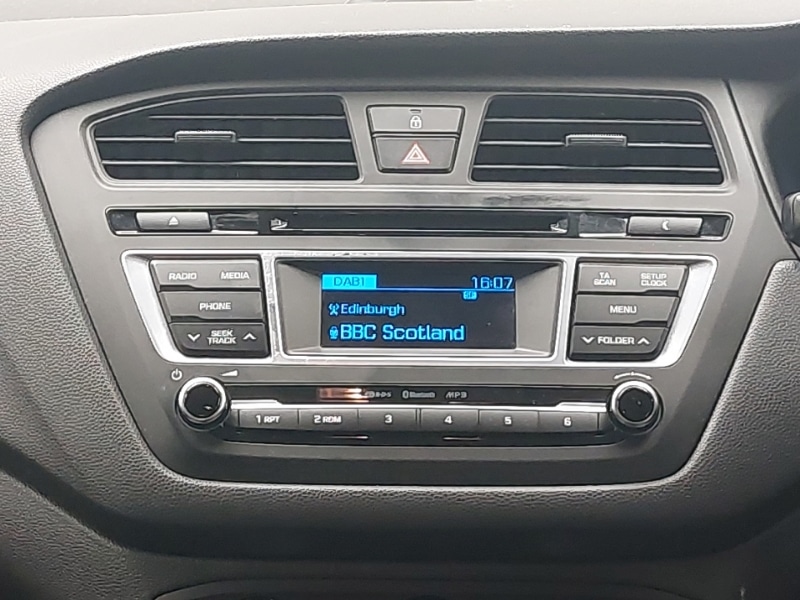 DAB1 16:07
Edinburgh
BBC Scotland
RADIO MEDIA
PHONE
SEEK
TRACK
TA
SCAN
SETUP
CLOCK
MENU
FOLDER
R·D·S Bluetooth MP3
1 RPT 2 RDM 3 4 5 6